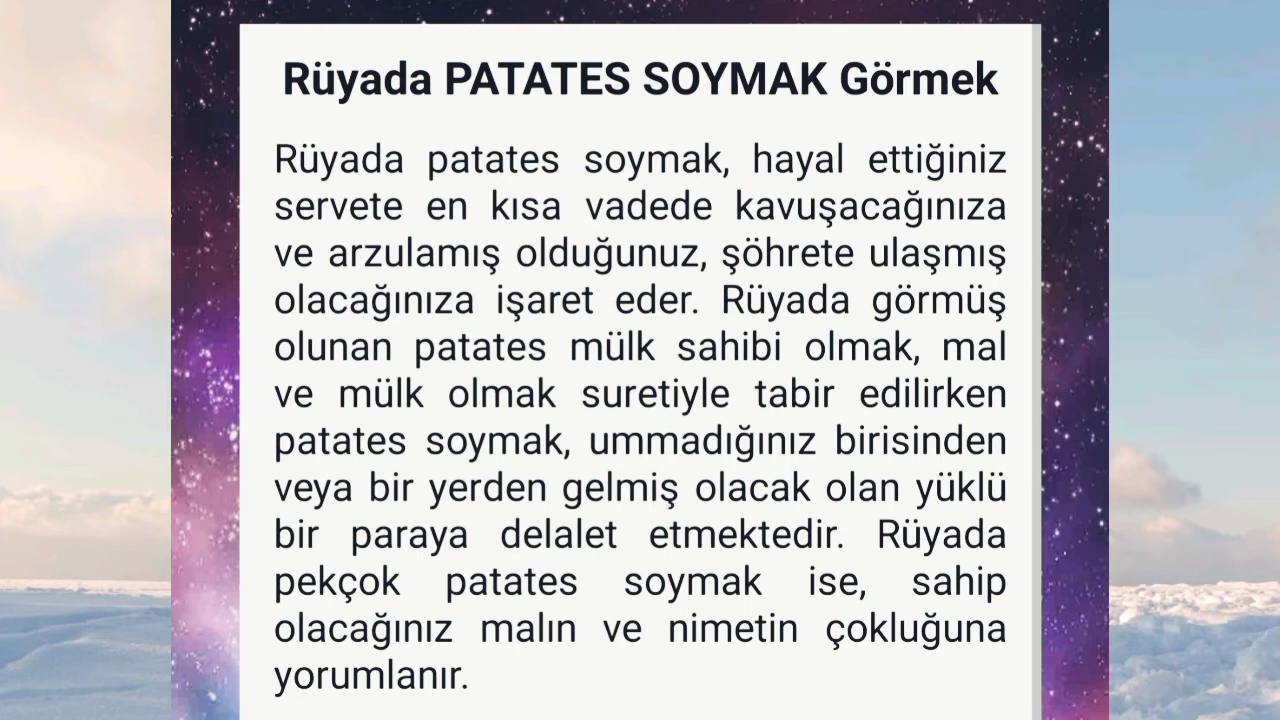 Rüyada PATATES SOYMAK Görmek
Rüyada patates soymak, hayal ettiğiniz
servete en kısa vadede kavuşacağınıza
ve arzulamış olduğunuz, şöhrete ulaşmış
olacağınıza işaret eder. Rüyada görmüş
olunan patates mülk sahibi olmak, mal
ve mülk olmak suretiyle tabir edilirken
patates soymak, ummadığınız birisinden
veya bir yerden gelmiş olacak olan yüklü
bir paraya delalet etmektedir. Rüyada
pekçok patates soymak ise, sahip
olacağınız malın ve nimetin çokluğuna
yorumlanır.